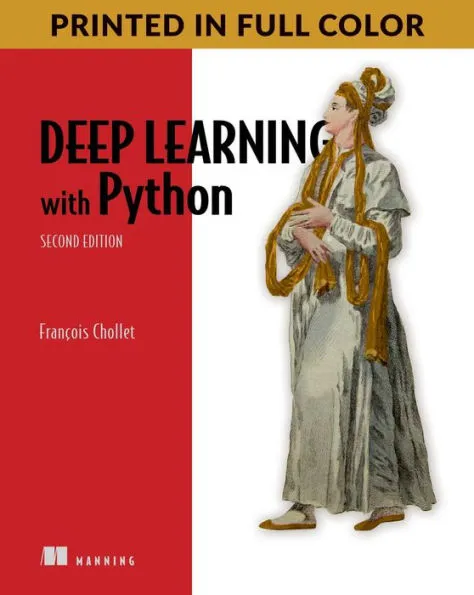 PRINTED IN FULL COLOR
DEEP LEARNING
with Python
SECOND EDITION
François Chollet
MANNING